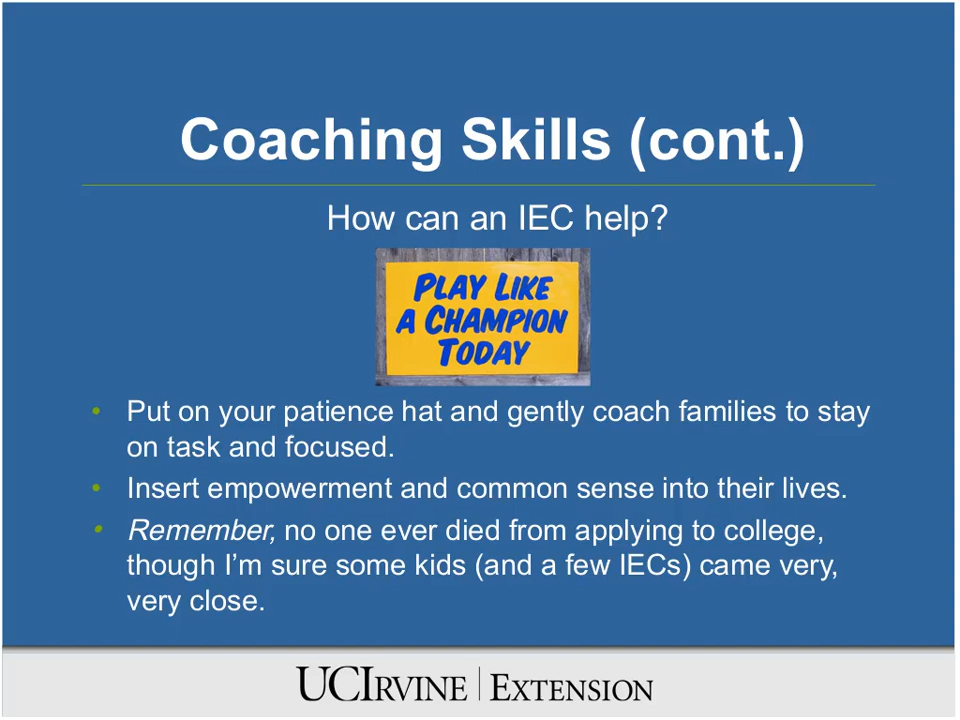 Coaching Skills (cont.)
How can an IEC help?
PLAY LIKE
A CHAMPION
TODAY
• Put on your patience hat and gently coach families to stay
on task and focused.
• Insert empowerment and common sense into their lives.
• Remember, no one ever died from applying to college,
though I'm sure some kids (and a few IECs) came very,
very close.
UCIRVINE | EXTENSION